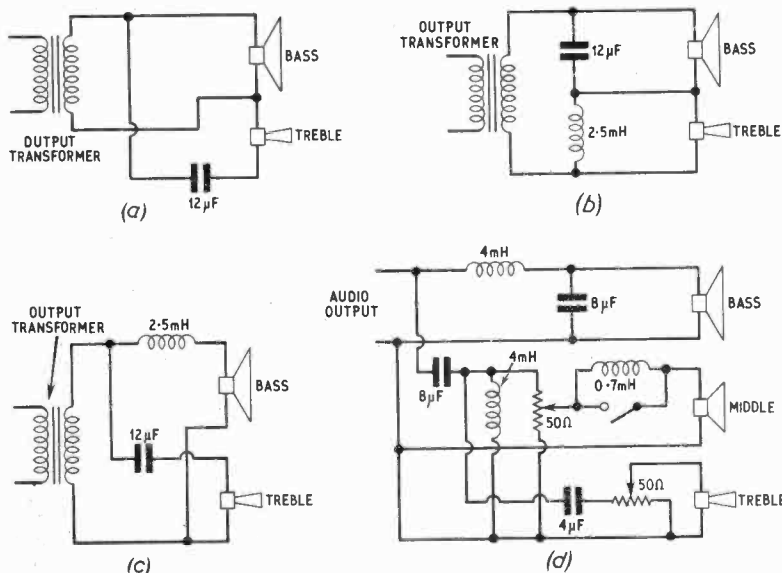 OUTPUT
TRANSFORMER
BASS
TREBLE
12µF
(a)
OUTPUT
TRANSFORMER
12µF
BASS
2·5mH
TREBLE
(b)
OUTPUT
TRANSFORMER
2·5mH
BASS
12µF
TREBLE
(c)
4mH
AUDIO
OUTPUT
8µF
BASS
4mH
8µF
0·7mH
50Ω
MIDDLE
50Ω
4µF
TREBLE
(d)